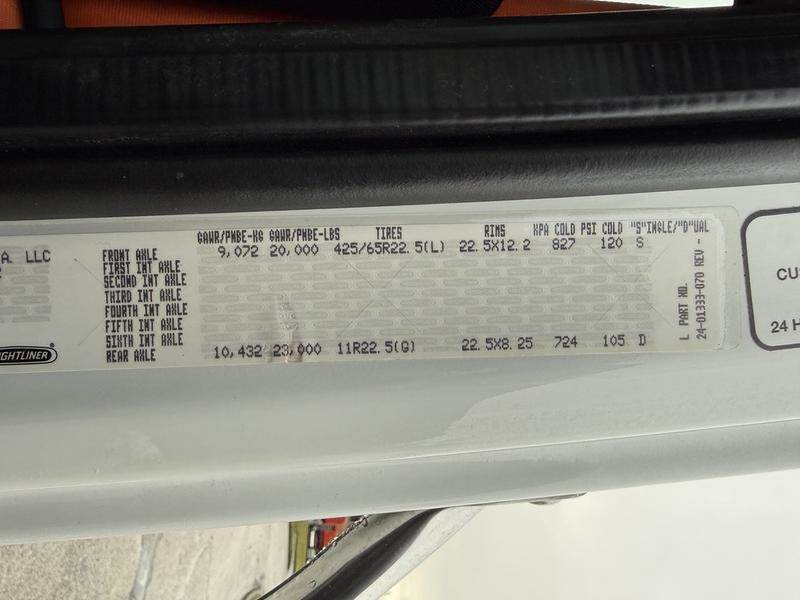 A. LLC
GHTLINER
GAWR/PNBE-KG GAWR/PNBE-LBS TIRES RIMS KPA COLD PSI COLD "S"INGLE/"D"UAL
FRONT AXLE 9,072 20,000 425/65R22.5(L) 22.5X12.2 827 120 S
FIRST INT AXLE
SECOND INT AXLE
THIRD INT AXLE
FOURTH INT AXLE
FIFTH INT AXLE
SIXTH INT AXLE
REAR AXLE 10,432 23,000 11R22.5(G) 22.5X8.25 724 105 D
L PART NO.
24-01333-070 REV -
CU
24 H